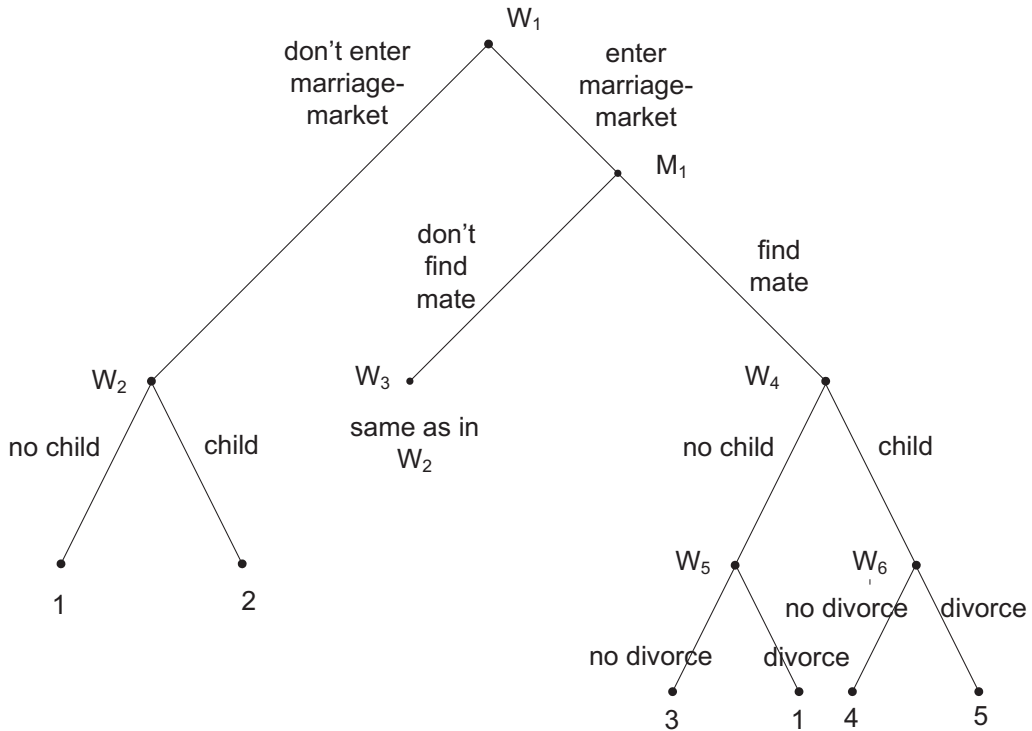 W1
don't enter
marriage-
market
enter
marriage-
market
M1
don't
find
mate
find
mate
W2
W3
W4
no child
child
same as in
W2
no child
child
W5
W6
1
2
no divorce
divorce
no divorce
divorce
3
1
4
5